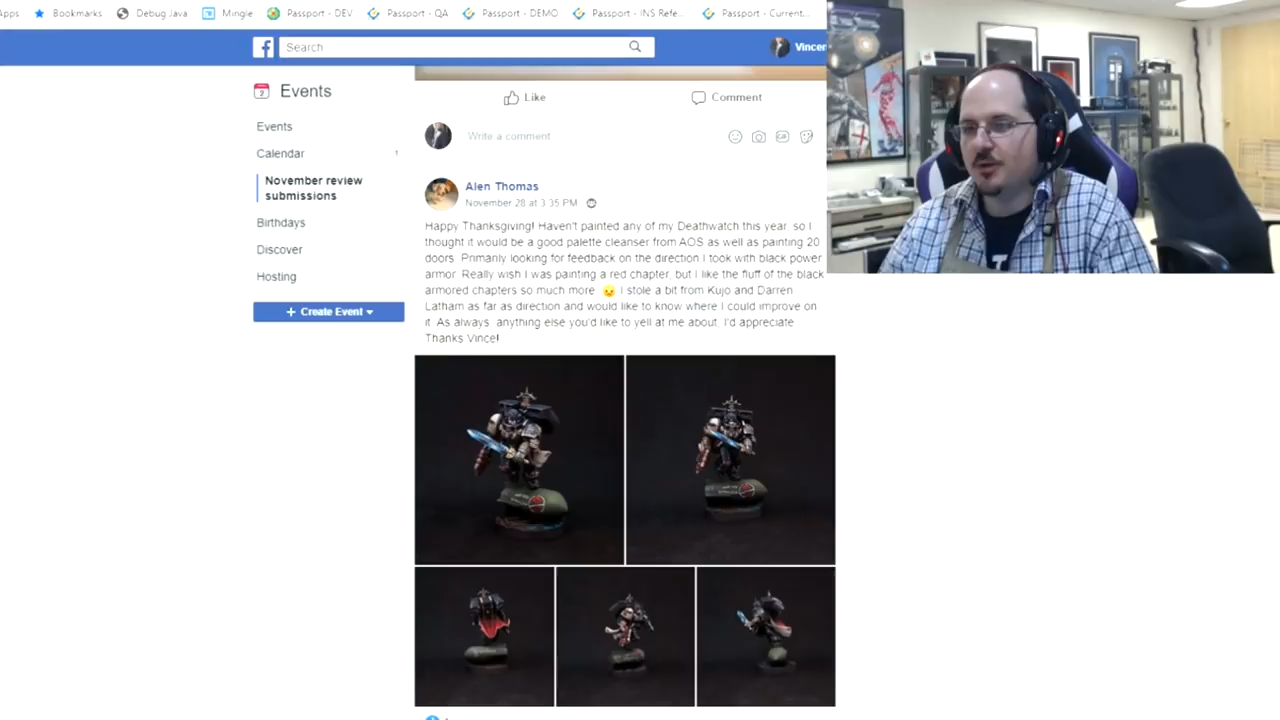 Apps Bookmarks Debug Java Mingle Passport - DEV Passport - QA Passport - DEMO Passport - INS Refe... Passport - Current...
Search
Vincen
Events
Like Comment
Events
Write a comment
Calendar 1
November review
submissions
Alen Thomas
November 28 at 3:35 PM
Birthdays
Happy Thanksgiving! Haven't painted any of my Deathwatch this year, so I
thought it would be a good palette cleanser from AOS as well as painting 20
Discover
doors. Primarily looking for feedback on the direction I took with black power
armor. Really wish I was painting a red chapter, but I like the fluff of the black
Hosting
armored chapters so much more. I stole a bit from Kujo and Darren
Latham as far as direction and would like to know where I could improve on
+ Create Event
it. As always, anything else you'd like to yell at me about, I'd appreciate.
Thanks Vince!